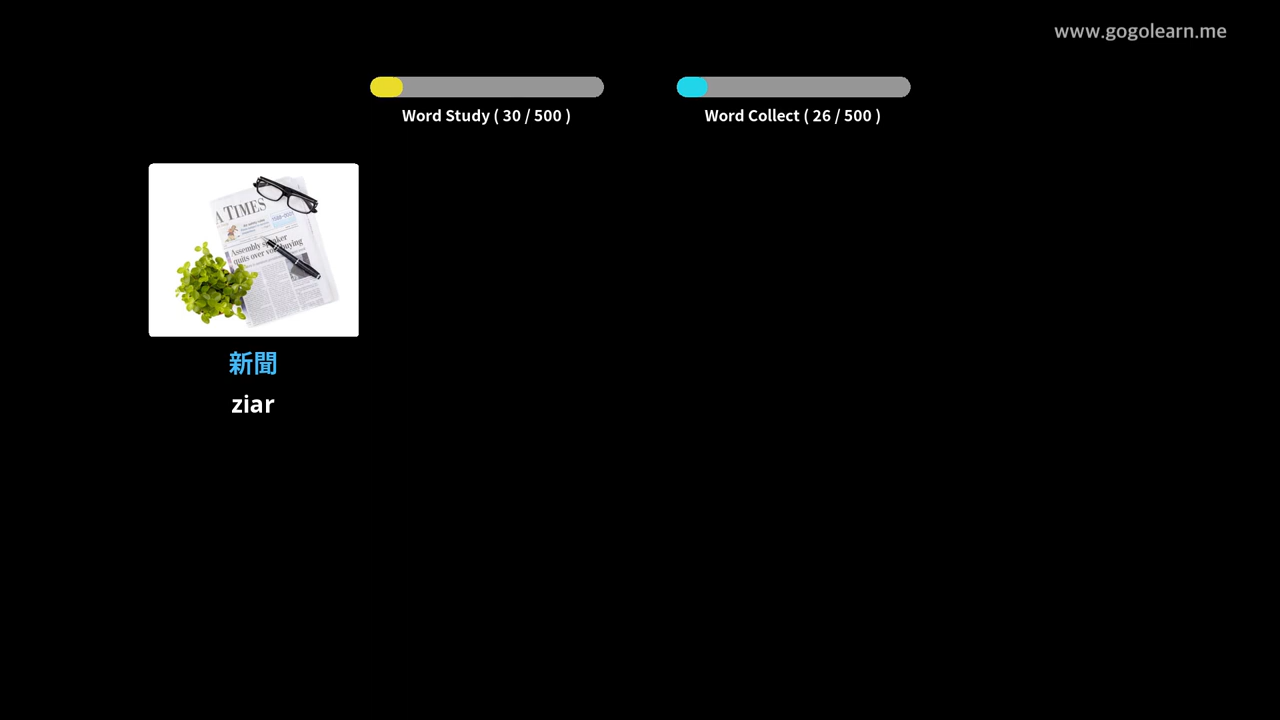 www.gogolearn.me
Word Study ( 30 / 500 )
Word Collect ( 26 / 500 )
A TIMES
Assembly speaker
quits over vote buying
新聞
ziar